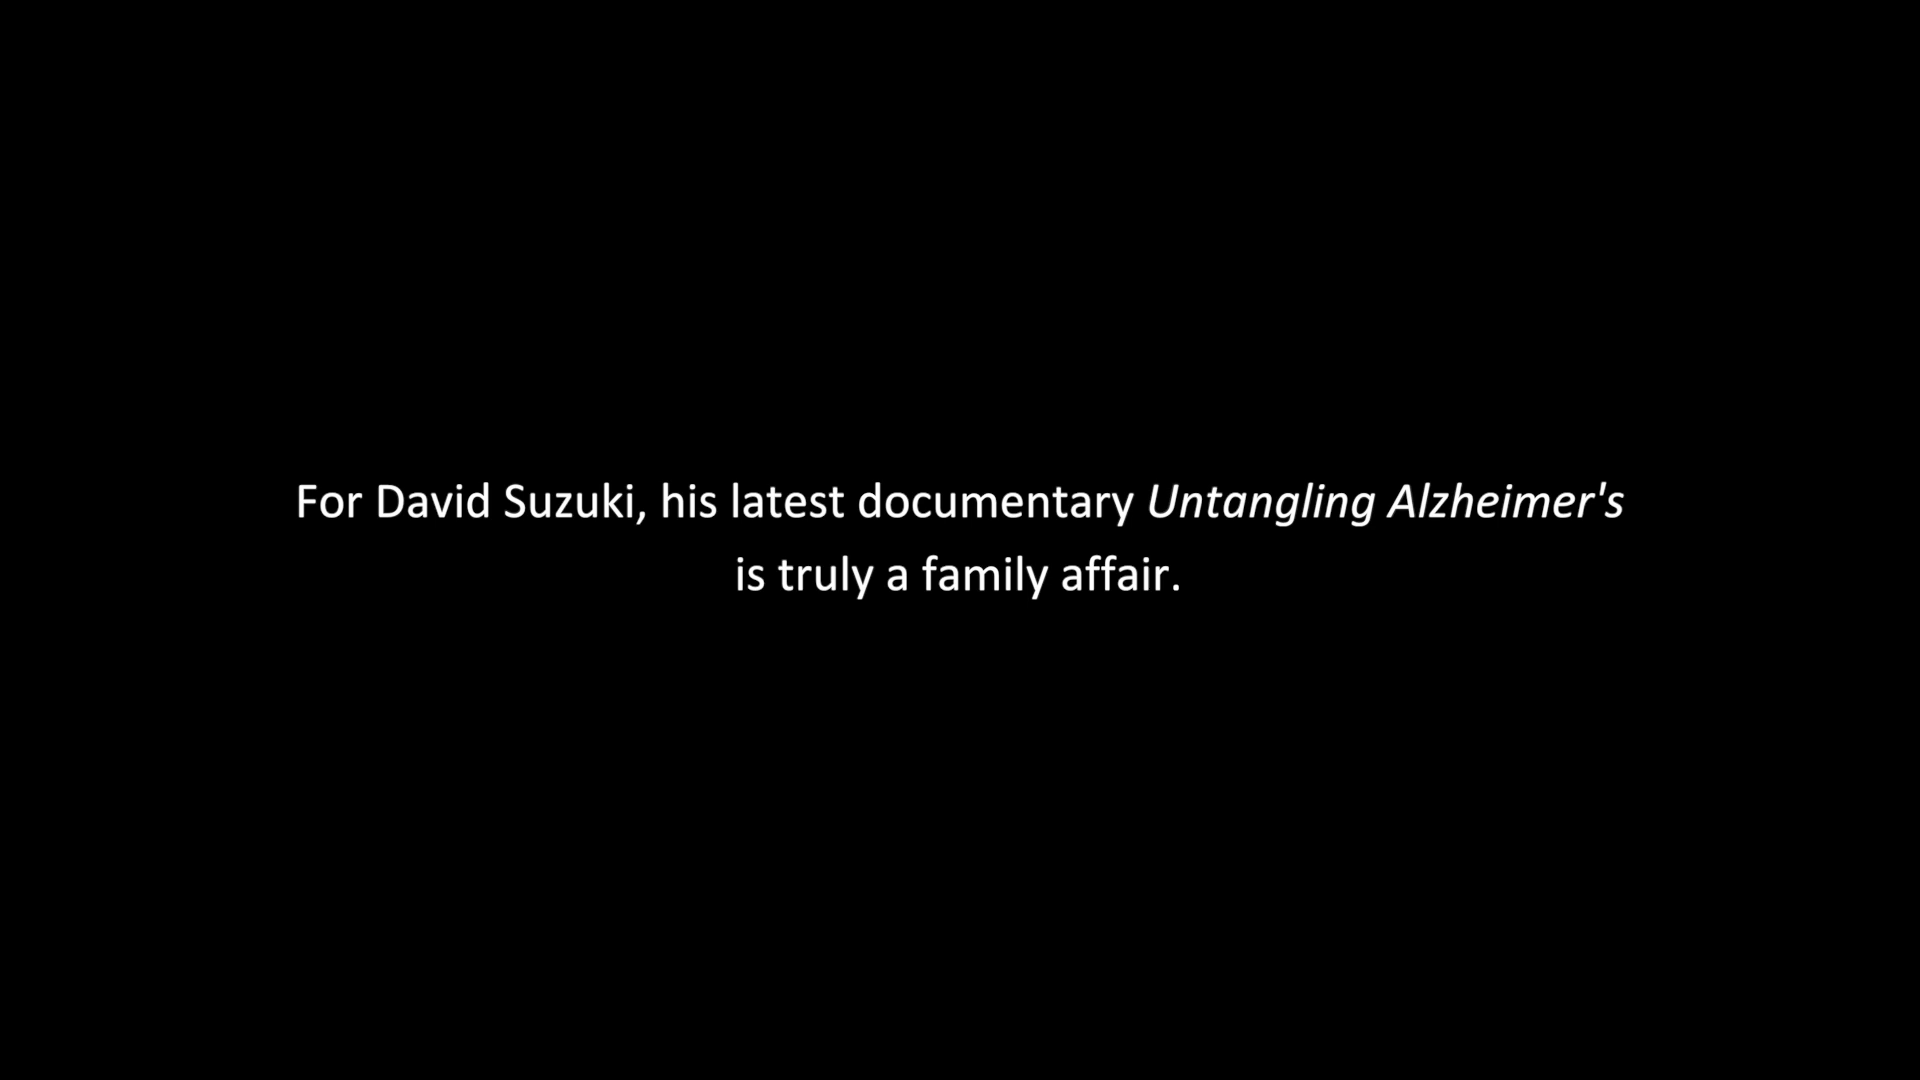 For David Suzuki, his latest documentary Untangling Alzheimer's
is truly a family affair.